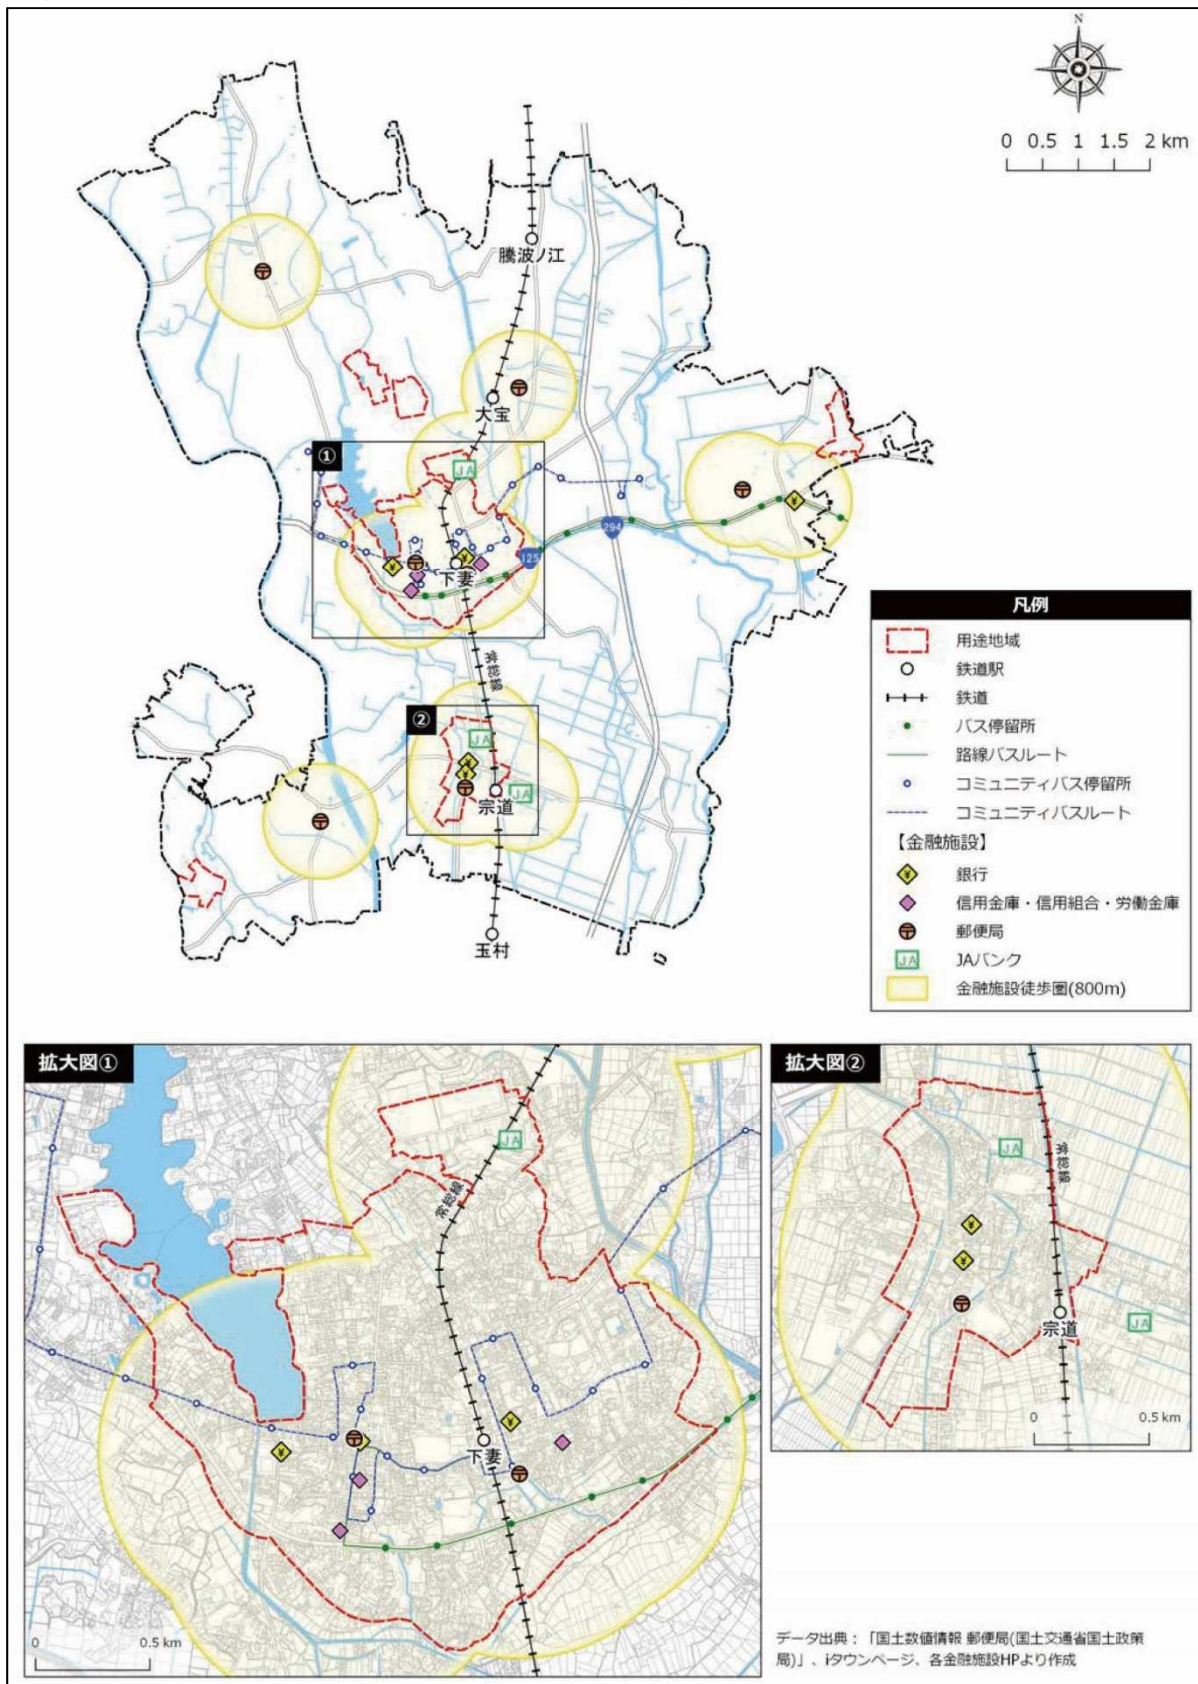 N
0 0.5 1 1.5 2 km
騰波ノ江
大宝
①
JA
294
125
下妻
常総線
②
JA
宗道
JA
玉村
凡例
用途地域
鉄道駅
鉄道
バス停留所
路線バスルート
コミュニティバス停留所
コミュニティバスルート
【金融施設】
銀行
信用金庫・信用組合・労働金庫
郵便局
JA JAバンク
金融施設徒歩圏(800m)
拡大図①
JA
常総線
下妻
0 0.5 km
拡大図②
JA
常総線
宗道
JA
0 0.5 km
データ出典：「国土数値情報 郵便局(国土交通省国土政策
局)」、iタウンページ、各金融施設HPより作成